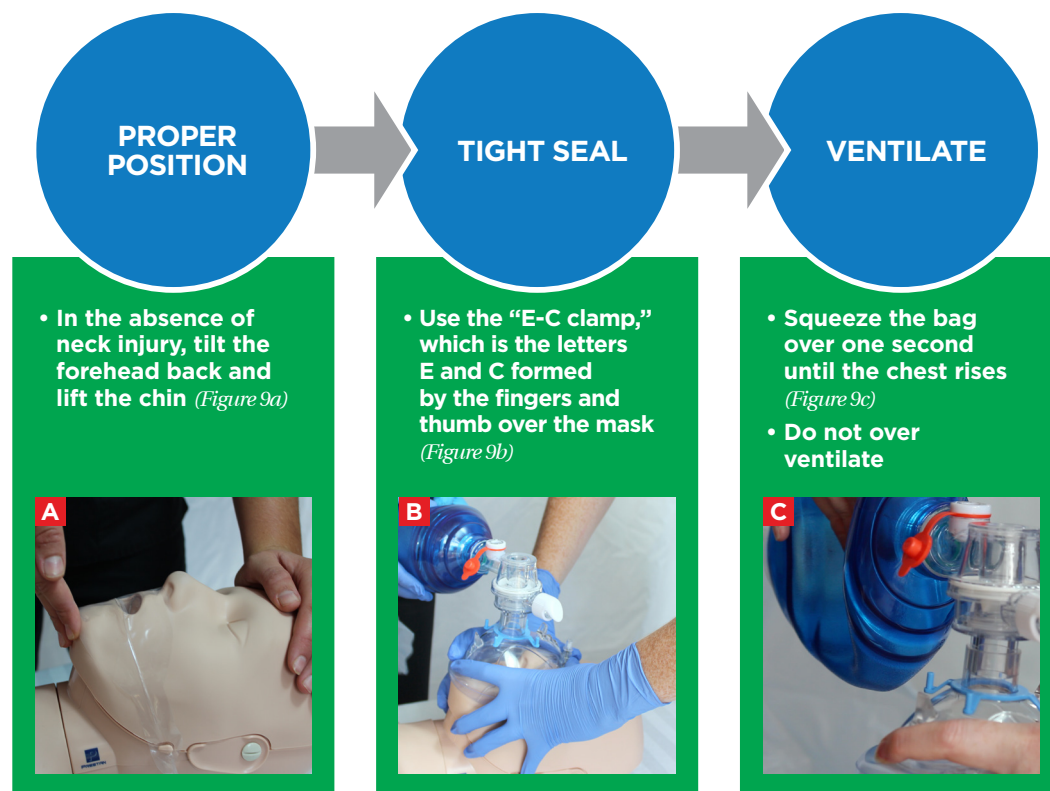 PROPER
POSITION
TIGHT SEAL
VENTILATE
• In the absence of
neck injury, tilt the
forehead back and
lift the chin (Figure 9a)
• Use the “E-C clamp,”
which is the letters
E and C formed
by the fingers and
thumb over the mask
(Figure 9b)
• Squeeze the bag
over one second
until the chest rises
(Figure 9c)
• Do not over
ventilate
A
B
C
PRESTAN